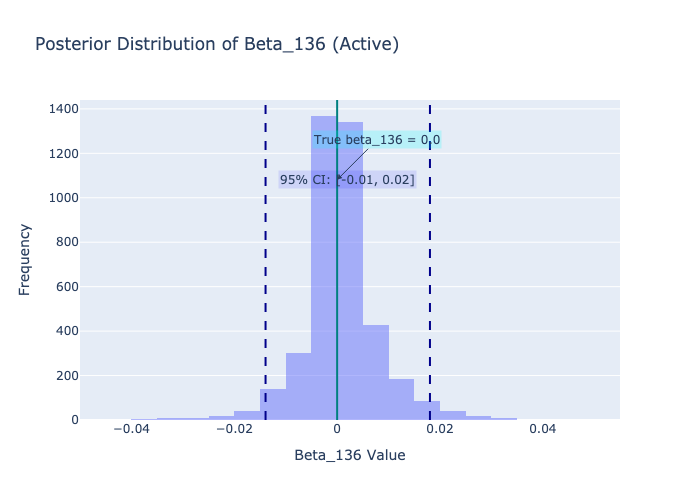 Posterior Distribution of Beta_136 (Active)
1400
1200
1000
800
600
400
200
0
Frequency
True beta_136 = 0.0
95% CI: [-0.01, 0.02]
−0.04
−0.02
0
0.02
0.04
Beta_136 Value